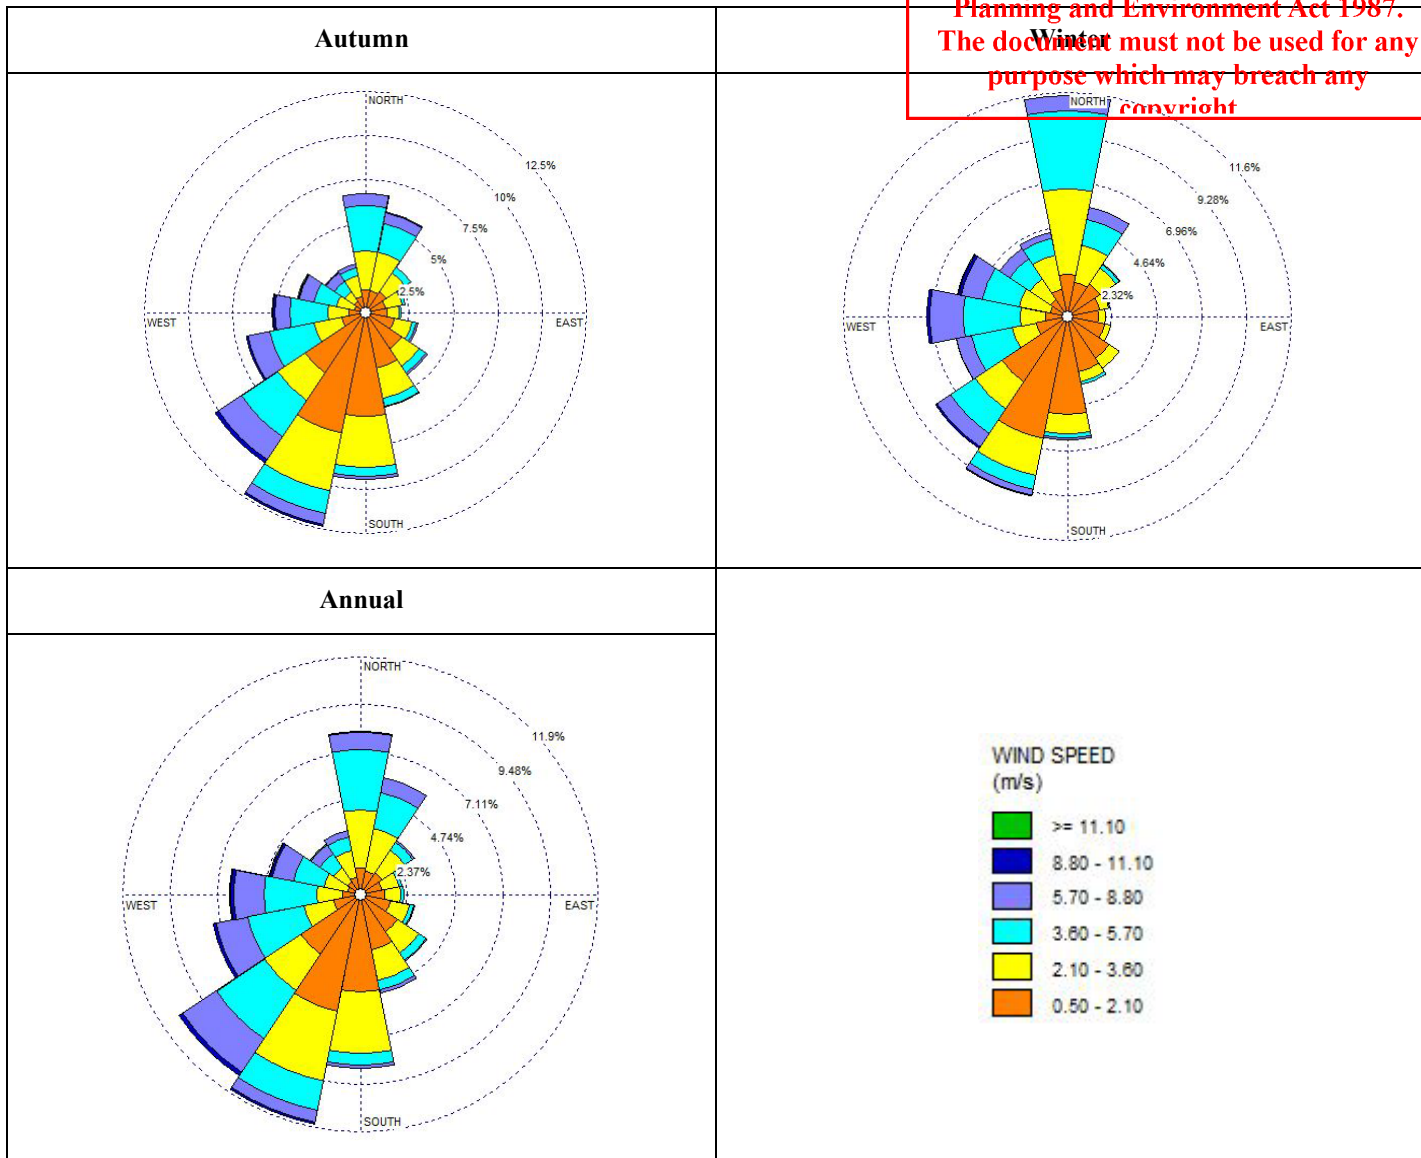 Planning and Environment Act 1987.
The document must not be used for any
purpose which may breach any
copyright
Autumn
Winter
NORTH
12.5%
10%
7.5%
5%
2.5%
WEST
EAST
SOUTH
NORTH
11.6%
9.28%
6.96%
4.64%
2.32%
WEST
EAST
SOUTH
Annual
NORTH
11.9%
9.48%
7.11%
4.74%
2.37%
WEST
EAST
SOUTH
WIND SPEED
(m/s)
>= 11.10
8.80 - 11.10
5.70 - 8.80
3.60 - 5.70
2.10 - 3.60
0.50 - 2.10